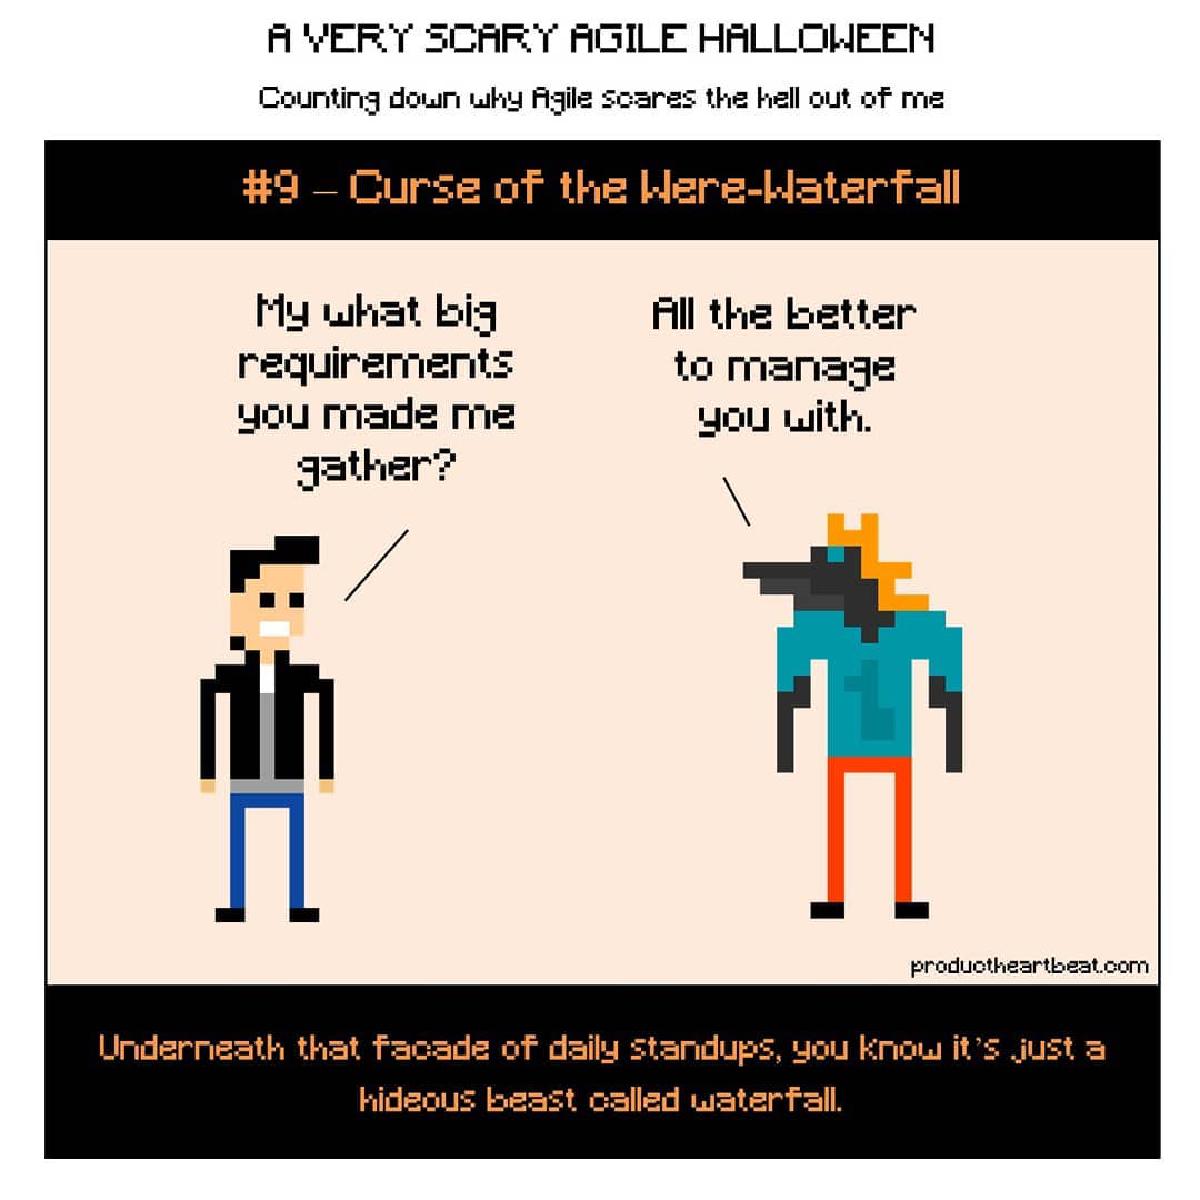 A VERY SCARY AGILE HALLOWEEN
Counting down why Agile scares the hell out of me
#9 – Curse of the Were-Waterfall
My what big
requirements
you made me
gather?
All the better
to manage
you with.
productheartbeat.com
Underneath that facade of daily standups, you know it's just a
hideous beast called waterfall.